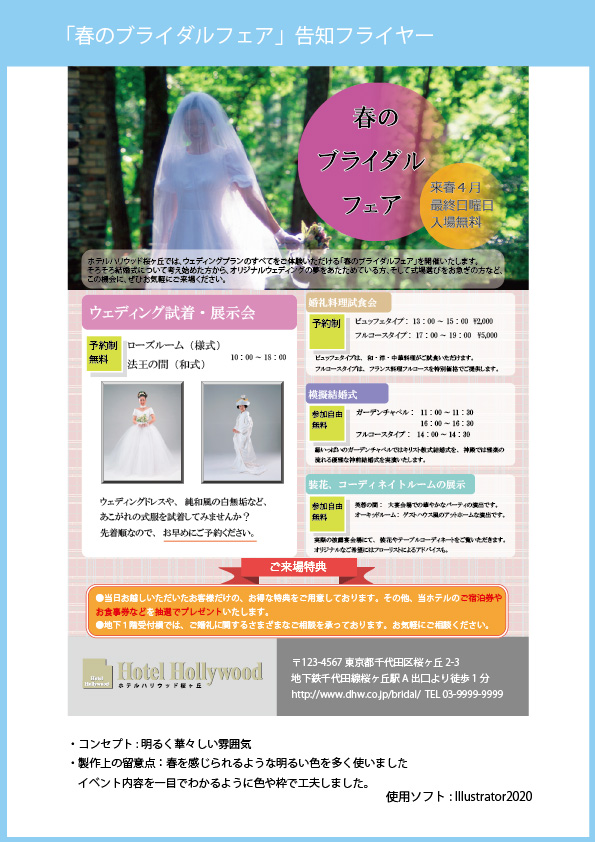 「春のブライダルフェア」告知フライヤー
春の
ブライダル
フェア
来春４月
最終日曜日
入場無料
ホテルハリウッド桜ヶ丘では、ウェディングプランのすべてをご体験いただける「春のブライダルフェア」を開催いたします。
そろそろ結婚式について考え始めた方から、オリジナルウェディングの夢をあたためている方、そして式場選びをお急ぎの方など、
この機会に、ぜひお気軽にご来場ください。
ウェディング試着・展示会
予約制
無料
ローズルーム（様式）
法王の間（和式）
10：00 ～ 18：00
ウェディングドレスや、 純和風の白無垢など、
あこがれの式服を試着してみませんか？
先着順なので、 お早めにご予約ください。
婚礼料理試食会
予約制
ビュッフェタイプ： 13：00 ～ 15：00 ¥2,000
フルコースタイプ： 17：00 ～ 19：00 ¥5,000
ビュッフェタイプは、 和・洋・中華料理がご試食いただけます。
フルコースタイプは、 フランス料理フルコースを特別価格でご提供します。
模擬結婚式
参加自由
無料
ガーデンチャペル： 11：00 ～ 11：30
16：00 ～ 16：30
フルコースタイプ： 14：00 ～ 14：30
緑いっぱいのガーデンチャペルではキリスト教式結婚式を、 神殿では雅楽の
流れる優雅な神前結婚式を実演いたします。
装花、コーディネイトルームの展示
参加自由
無料
芙蓉の間： 大宴会場での華やかなパーティの演出です。
オーキッドルーム： ゲストハウス風のアットホームな演出です。
実際の披露宴会場にて、 装花やテーブルコーディネートをご覧いただきます。
オリジナルなご希望にはフローリストによるアドバイスも。
ご来場特典
●当日お越しいただいたお客様だけの、お得な特典をご用意しております。その他、当ホテルのご宿泊券や
お食事券などを抽選でプレゼントいたします。
●地下１階受付横では、ご婚礼に関するさまざまなご相談を承っております。お気軽にご相談ください。
Hotel
Hollywood
Hotel Hollywood
ホテルハリウッド桜ヶ丘
〒123-4567 東京都千代田区桜ヶ丘 2-3
地下鉄千代田線桜ヶ丘駅 A 出口より徒歩 1 分
http://www.dhw.co.jp/bridal/ TEL 03-9999-9999
・コンセプト : 明るく華々しい雰囲気
・製作上の留意点：春を感じられるような明るい色を多く使いました
イベント内容を一目でわかるように色や枠で工夫しました。
使用ソフト : Illustrator2020